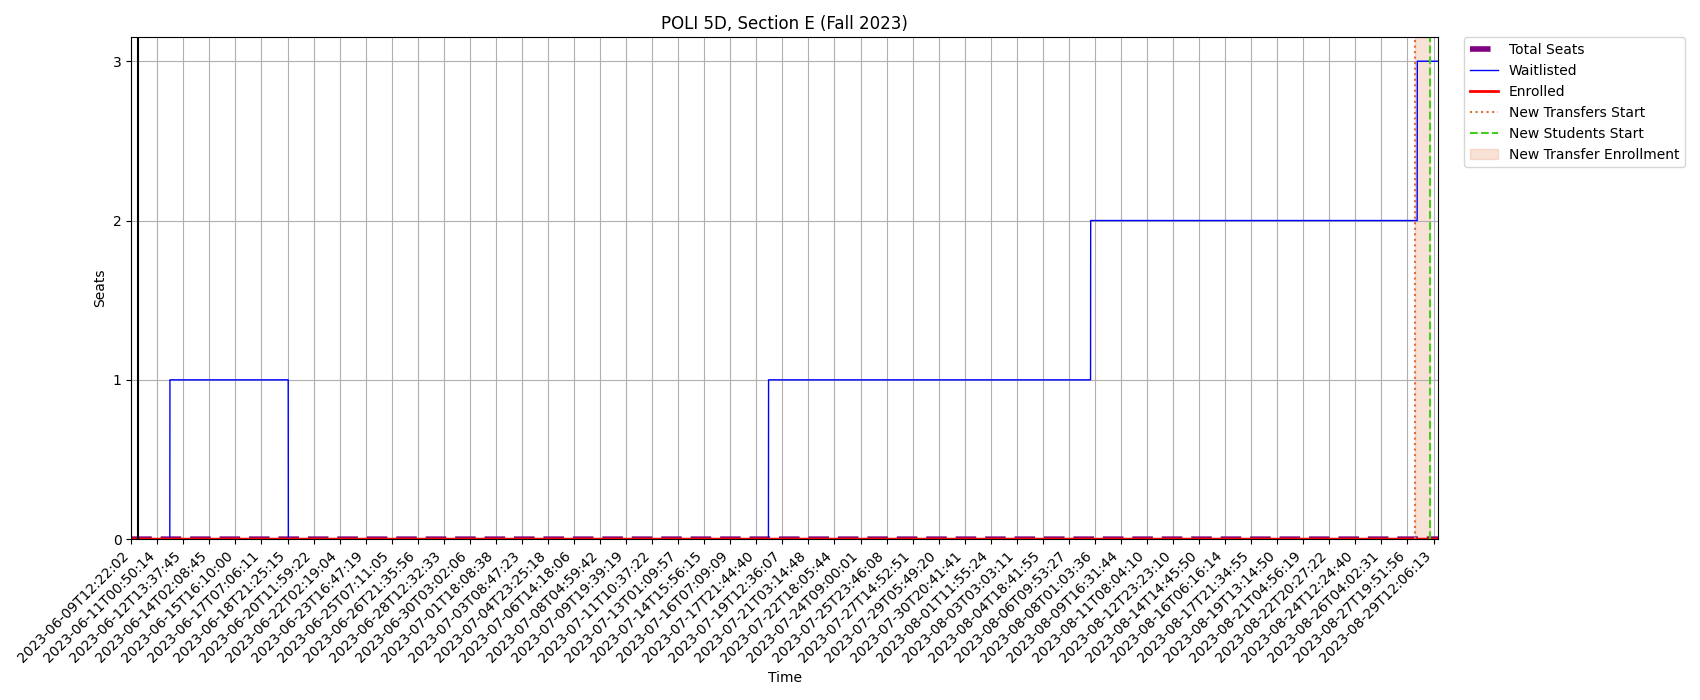 POLI 5D, Section E (Fall 2023)
Total Seats
Waitlisted
Enrolled
New Transfers Start
New Students Start
New Transfer Enrollment
Seats
3
2
1
0
2023-06-09T12:22:02
2023-06-11T00:50:14
2023-06-12T13:37:45
2023-06-14T02:08:45
2023-06-15T16:10:00
2023-06-17T07:06:11
2023-06-18T21:25:15
2023-06-20T11:59:22
2023-06-22T02:19:04
2023-06-23T16:47:19
2023-06-25T07:11:05
2023-06-26T21:35:56
2023-06-28T12:32:33
2023-06-30T03:02:06
2023-07-01T18:08:38
2023-07-03T08:47:23
2023-07-04T23:25:18
2023-07-06T14:18:06
2023-07-08T04:59:42
2023-07-09T19:39:19
2023-07-11T10:37:22
2023-07-13T01:09:57
2023-07-14T15:56:15
2023-07-16T07:09:09
2023-07-17T21:44:40
2023-07-19T12:36:07
2023-07-21T03:14:48
2023-07-22T18:05:44
2023-07-24T09:00:01
2023-07-25T23:46:08
2023-07-27T14:52:51
2023-07-29T05:49:20
2023-07-30T20:41:41
2023-08-01T11:55:24
2023-08-03T03:03:11
2023-08-04T18:41:55
2023-08-06T09:53:27
2023-08-08T01:03:36
2023-08-09T16:31:44
2023-08-11T08:04:10
2023-08-12T23:23:10
2023-08-14T14:45:50
2023-08-16T06:16:14
2023-08-17T21:34:55
2023-08-19T13:14:50
2023-08-21T04:56:19
2023-08-22T20:27:22
2023-08-24T12:24:40
2023-08-26T04:02:31
2023-08-27T19:51:56
2023-08-29T12:06:13
Time